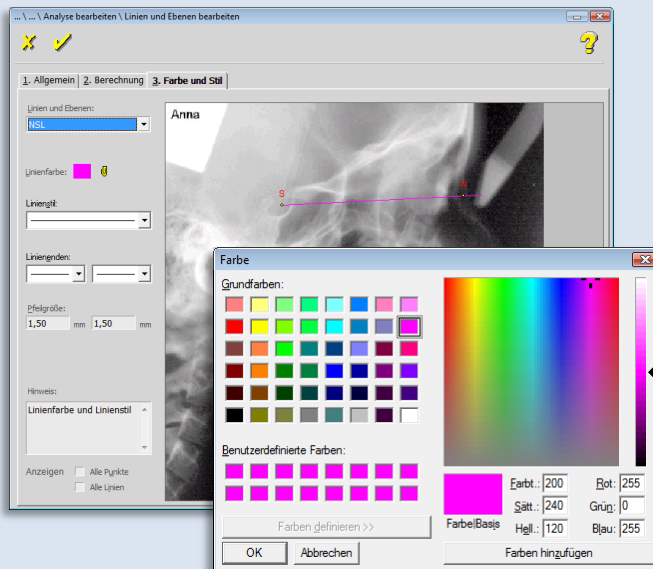 ... \ ... \ Analyse bearbeiten \ Linien und Ebenen bearbeiten
1. Allgemein
2. Berechnung
3. Farbe und Stil
Linien und Ebenen:
NSL
Linienfarbe:
Linienstil:
Linienenden:
Pfeilgröße:
1,50 mm 1,50 mm
Hinweis:
Linienfarbe und Linienstil
Anzeigen
Alle Punkte
Alle Linien
Anna
S
N
Farbe
Grundfarben:
Benutzerdefinierte Farben:
Farben definieren >>
OK
Abbrechen
Farbe|Basis
Farbt.: 200
Sätt.: 240
Hell.: 120
Rot: 255
Grün: 0
Blau: 255
Farben hinzufügen